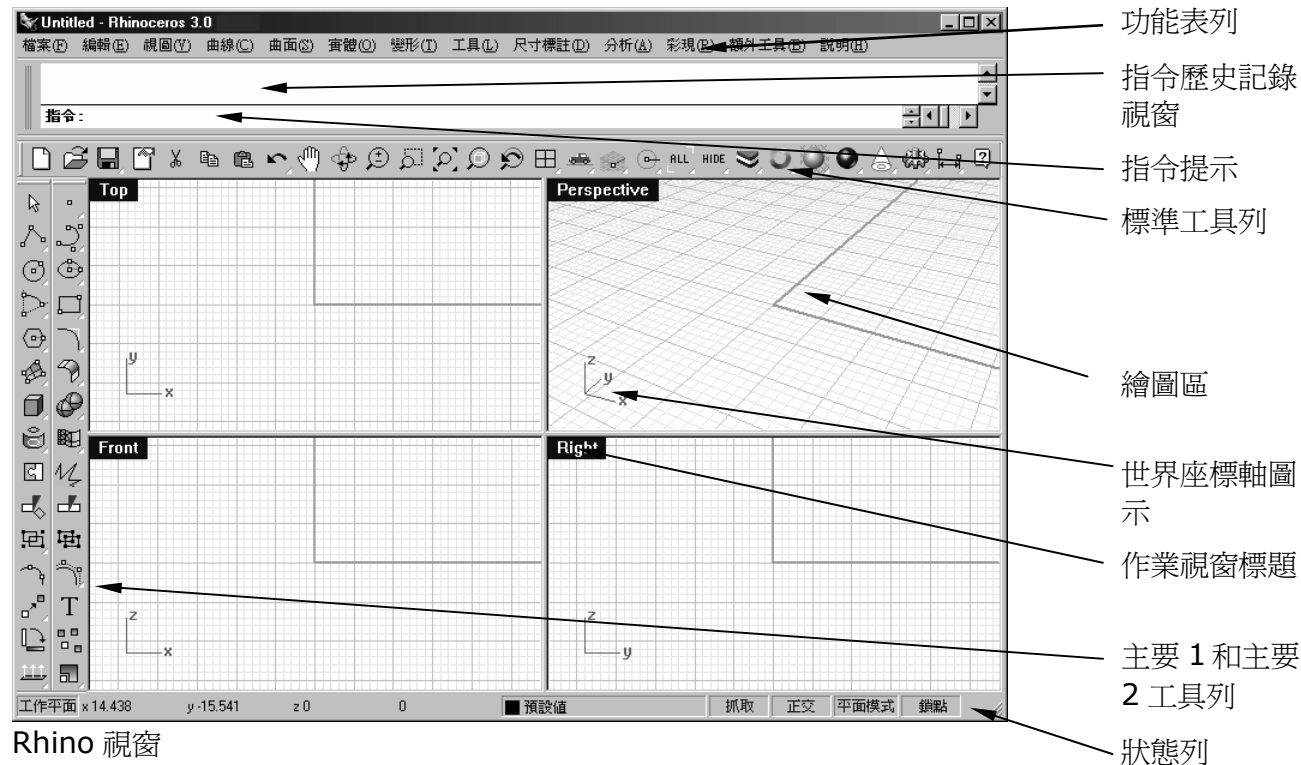 Untitled - Rhinoceros 3.0
檔案(F) 編輯(E) 視圖(V) 曲線(C) 曲面(S) 實體(O) 變形(T) 工具(L) 尺寸標註(D) 分析(A) 彩現(R) 額外工具(B) 說明(H)
指令:
ALL HIDE
Top
Perspective
y
x
z
y
x
Front
Right
T
z
x
z
y
工作平面 x 14.438 y -15.541 z 0 0 預設值 抓取 正交 平面模式 鎖點
Rhino 視窗
功能表列
指令歷史記錄
視窗
指令提示
標準工具列
繪圖區
世界座標軸圖
示
作業視窗標題
主要 1 和主要
2 工具列
狀態列